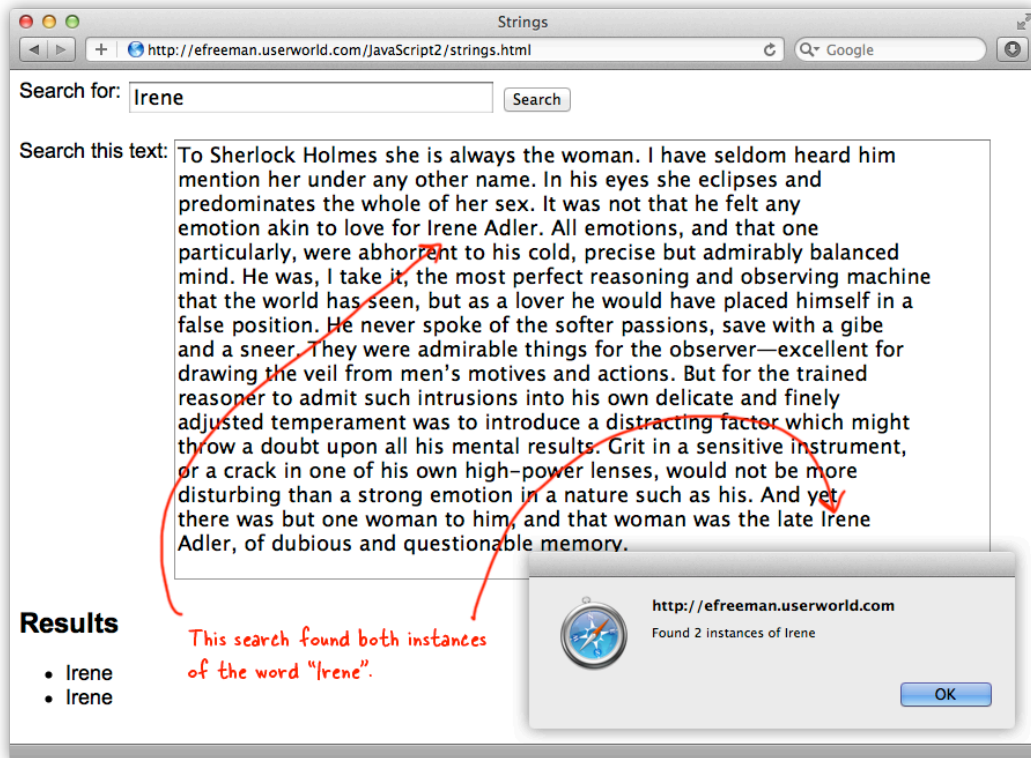 Strings
http://efreeman.userworld.com/JavaScript2/strings.html
Google
Search for:
Irene
Search
Search this text:
To Sherlock Holmes she is always the woman. I have seldom heard him
mention her under any other name. In his eyes she eclipses and
predominates the whole of her sex. It was not that he felt any
emotion akin to love for Irene Adler. All emotions, and that one
particularly, were abhorrent to his cold, precise but admirably balanced
mind. He was, I take it, the most perfect reasoning and observing machine
that the world has seen, but as a lover he would have placed himself in a
false position. He never spoke of the softer passions, save with a gibe
and a sneer. They were admirable things for the observer—excellent for
drawing the veil from men’s motives and actions. But for the trained
reasoner to admit such intrusions into his own delicate and finely
adjusted temperament was to introduce a distracting factor which might
throw a doubt upon all his mental results. Grit in a sensitive instrument,
or a crack in one of his own high-power lenses, would not be more
disturbing than a strong emotion in a nature such as his. And yet
there was but one woman to him, and that woman was the late Irene
Adler, of dubious and questionable memory.
Results
• Irene
• Irene
This search found both instances
of the word “Irene”.
http://efreeman.userworld.com
Found 2 instances of Irene
OK